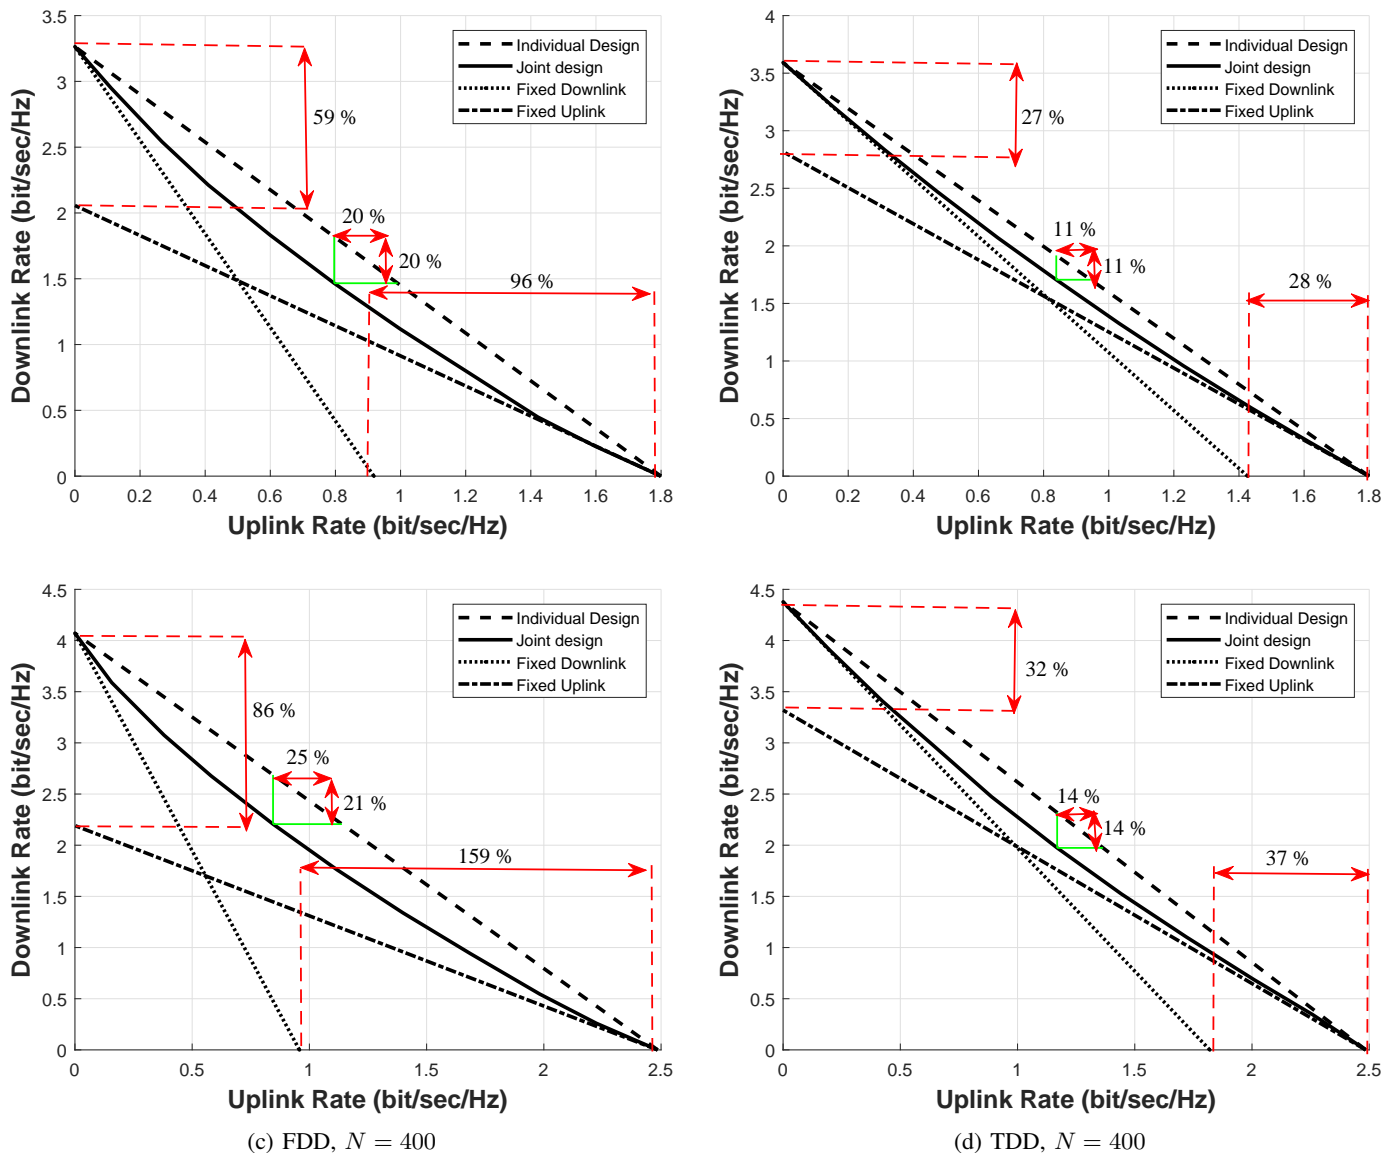 3.5
3
2.5
2
1.5
1
0.5
0
Downlink Rate (bit/sec/Hz)
0 0.2 0.4 0.6 0.8 1 1.2 1.4 1.6 1.8
Uplink Rate (bit/sec/Hz)
Individual Design
Joint design
Fixed Downlink
Fixed Uplink
59 %
20 %
20 %
96 %
4
3.5
3
2.5
2
1.5
1
0.5
0
Downlink Rate (bit/sec/Hz)
0 0.2 0.4 0.6 0.8 1 1.2 1.4 1.6 1.8
Uplink Rate (bit/sec/Hz)
Individual Design
Joint design
Fixed Downlink
Fixed Uplink
27 %
11 %
11 %
28 %
4.5
4
3.5
3
2.5
2
1.5
1
0.5
0
Downlink Rate (bit/sec/Hz)
0 0.5 1 1.5 2 2.5
Uplink Rate (bit/sec/Hz)
Individual Design
Joint design
Fixed Downlink
Fixed Uplink
86 %
25 %
21 %
159 %
(c) FDD, N = 400
4.5
4
3.5
3
2.5
2
1.5
1
0.5
0
Downlink Rate (bit/sec/Hz)
0 0.5 1 1.5 2 2.5
Uplink Rate (bit/sec/Hz)
Individual Design
Joint design
Fixed Downlink
Fixed Uplink
32 %
14 %
14 %
37 %
(d) TDD, N = 400